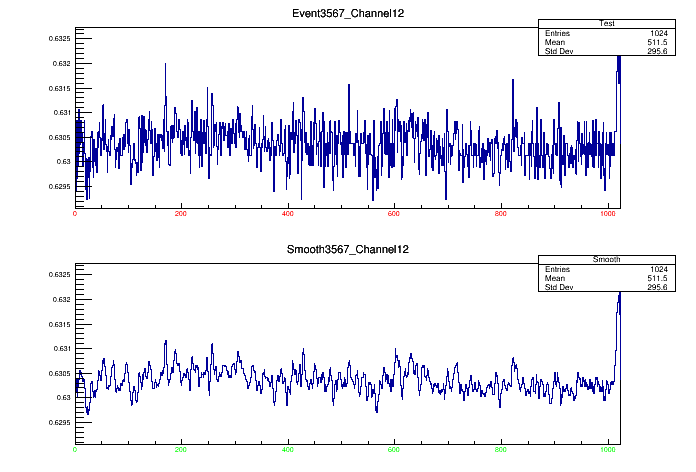 Event3567_Channel12
Test
Entries 1024
Mean 511.5
Std Dev 295.6
0.6325
0.632
0.6315
0.631
0.6305
0.63
0.6295
0 200 400 600 800 1000
Smooth3567_Channel12
Smooth
Entries 1024
Mean 511.5
Std Dev 295.6
0.6325
0.632
0.6315
0.631
0.6305
0.63
0.6295
0 200 400 600 800 1000